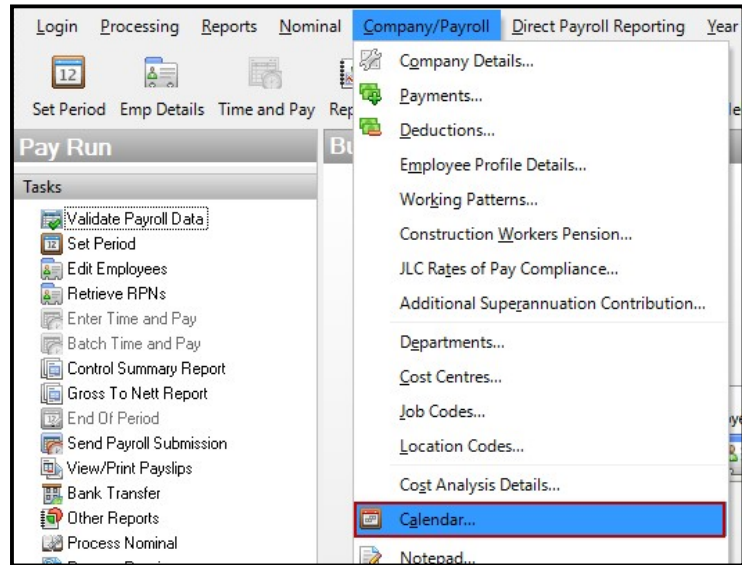 Login Processing Reports Nominal Company/Payroll Direct Payroll Reporting Year
12
Set Period Emp Details Time and Pay Rep
Pay Run
Bu
Tasks
Validate Payroll Data
Set Period
Edit Employees
Retrieve RPNs
Enter Time and Pay
Batch Time and Pay
Control Summary Report
Gross To Nett Report
End Of Period
Send Payroll Submission
View/Print Payslips
Bank Transfer
Other Reports
Process Nominal
Company Details...
Payments...
Deductions...
Employee Profile Details...
Working Patterns...
Construction Workers Pension...
JLC Rates of Pay Compliance...
Additional Superannuation Contribution...
Departments...
Cost Centres...
Job Codes...
Location Codes...
Cost Analysis Details...
Calendar...
Notepad...